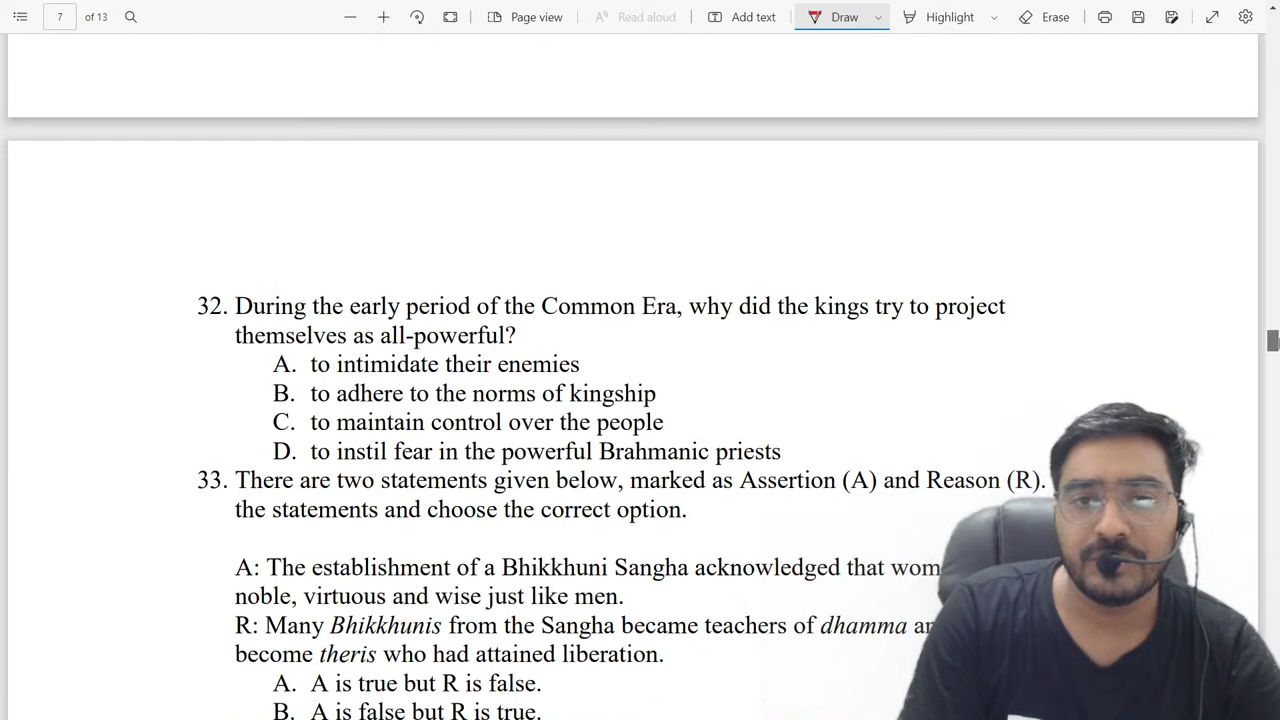 7 of 13 Page view Read aloud Add text Draw Highlight Erase
32. During the early period of the Common Era, why did the kings try to project
themselves as all-powerful?
A. to intimidate their enemies
B. to adhere to the norms of kingship
C. to maintain control over the people
D. to instil fear in the powerful Brahmanic priests
33. There are two statements given below, marked as Assertion (A) and Reason (R).
the statements and choose the correct option.
A: The establishment of a Bhikkhuni Sangha acknowledged that
noble, virtuous and wise just like men.
R: Many Bhikkhunis from the Sangha became teachers of dhamma
become theris who had attained liberation.
A. A is true but R is false.
B. A is false but R is true.